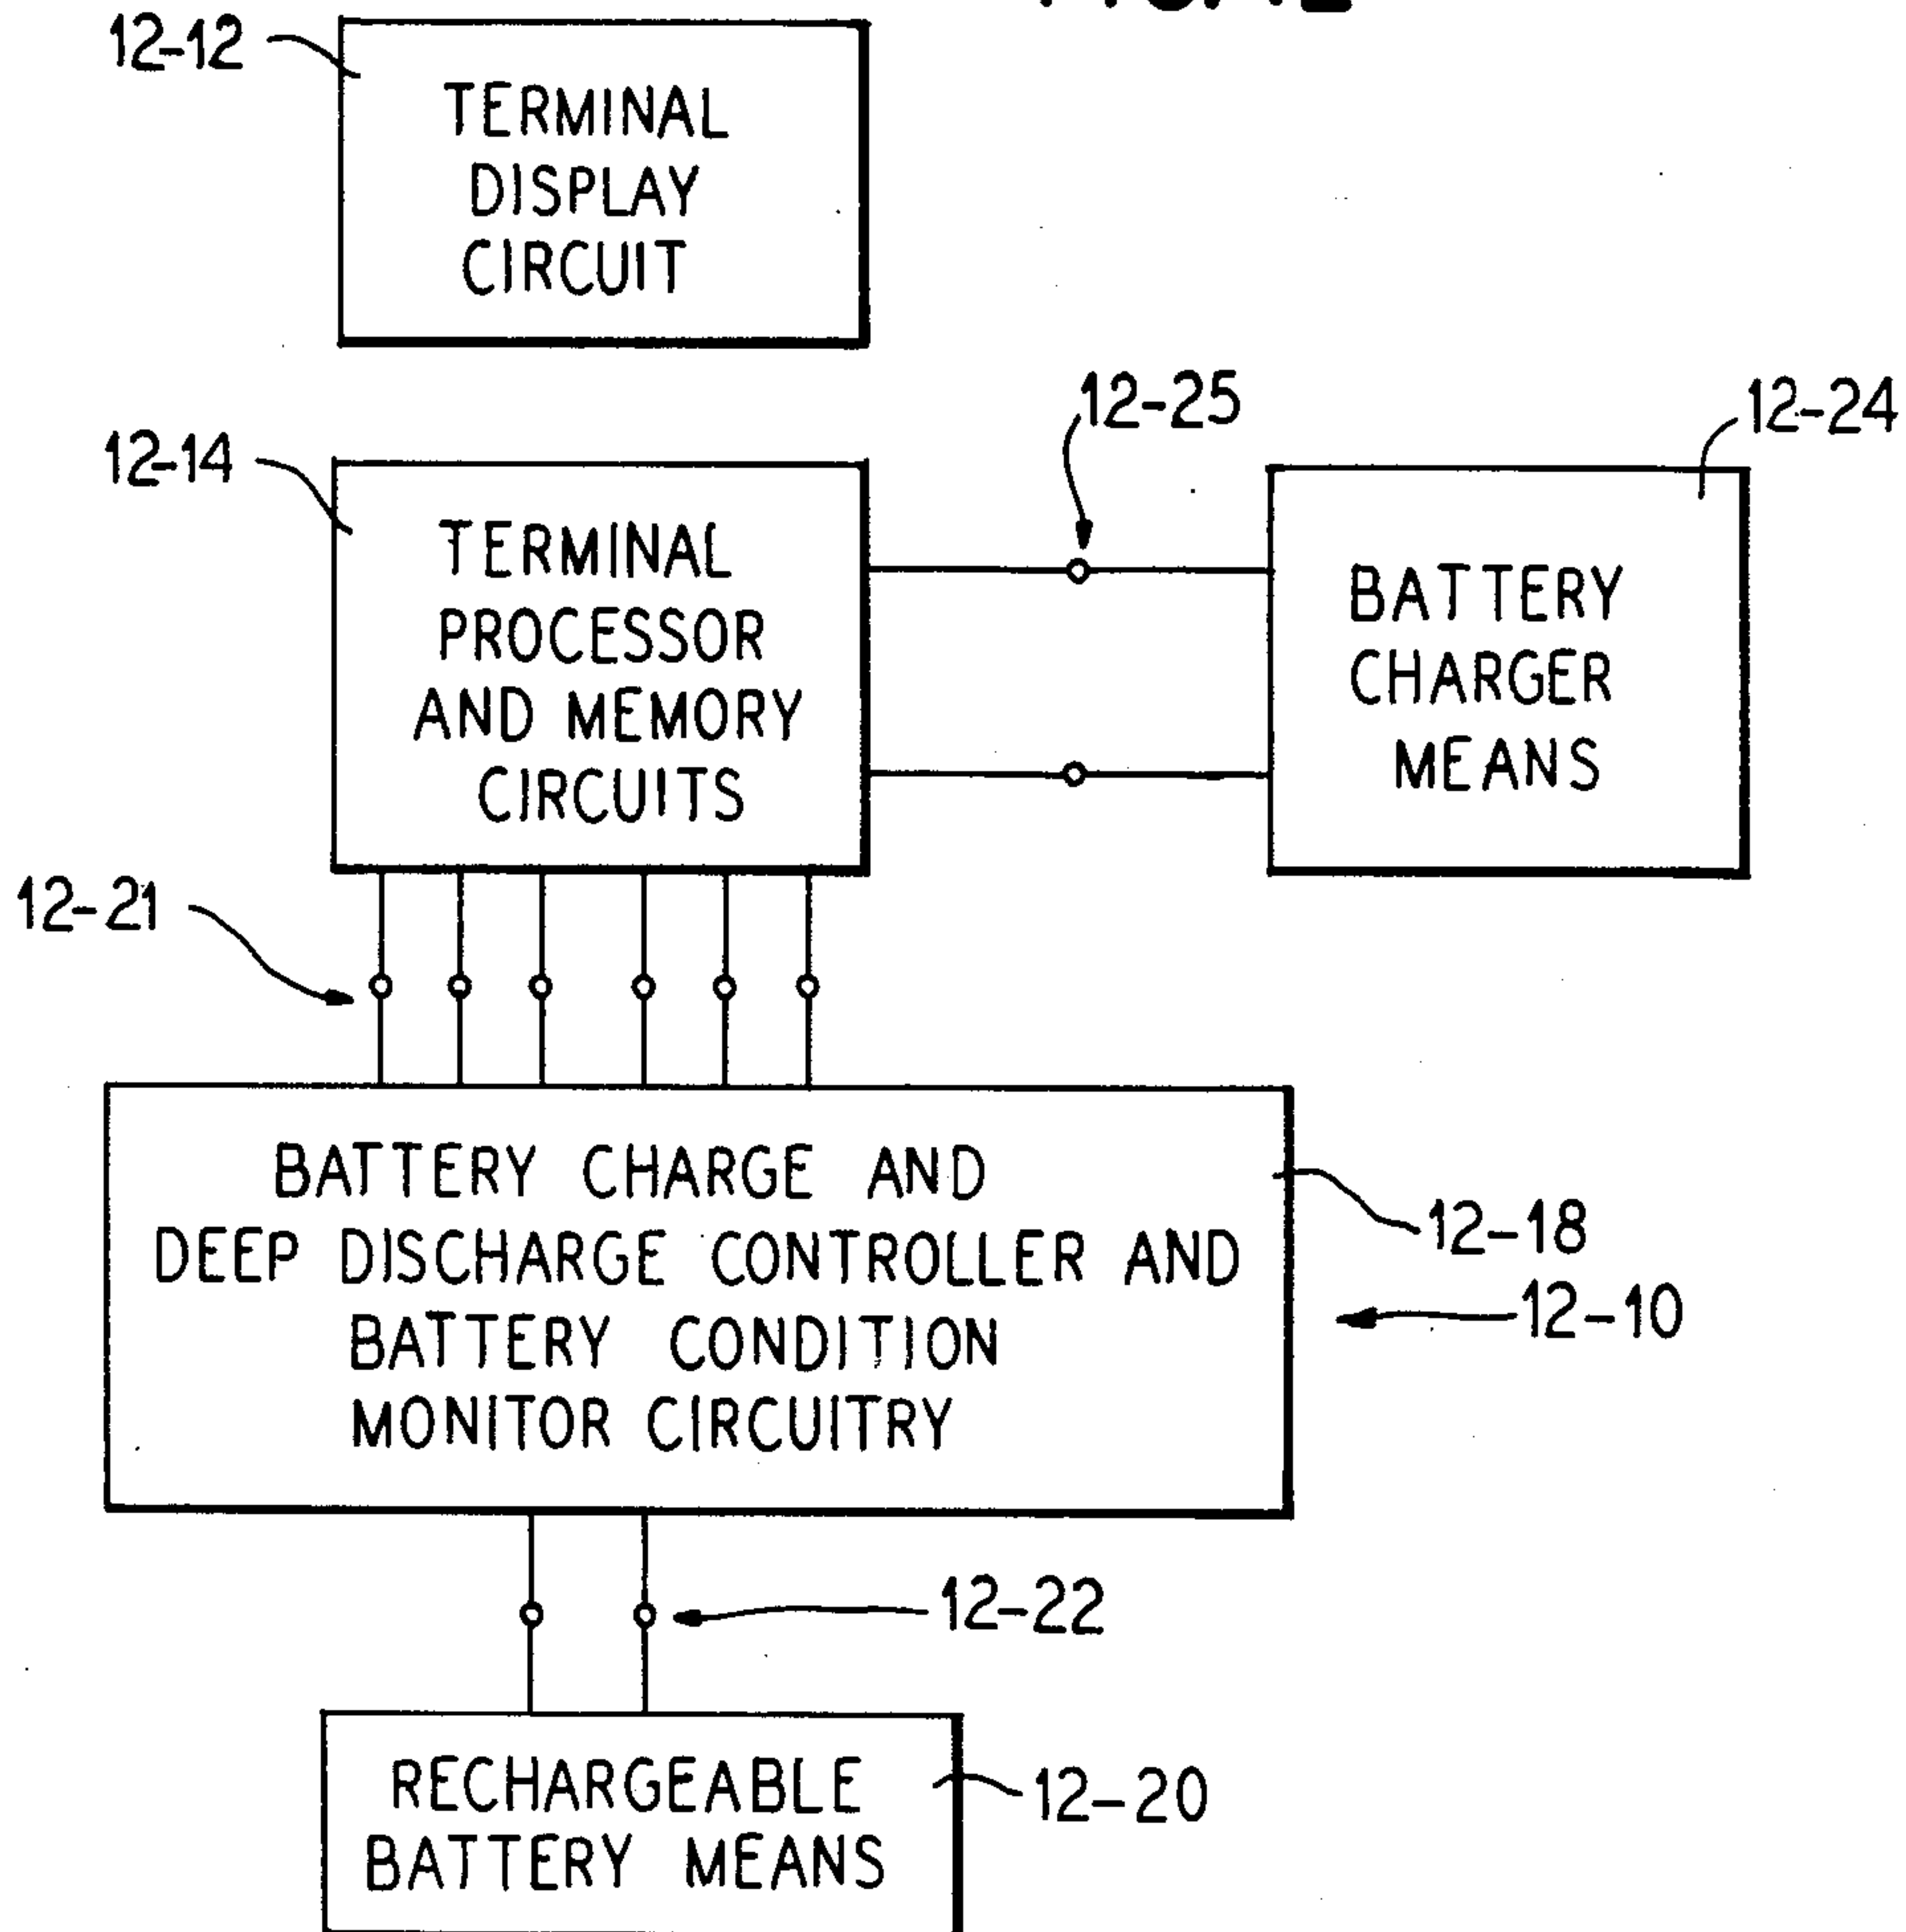 12-12
TERMINAL
DISPLAY
CIRCUIT
12-25
12-24
12-14
TERMINAL
PROCESSOR
AND MEMORY
CIRCUITS
BATTERY
CHARGER
MEANS
12-21
BATTERY CHARGE AND
DEEP DISCHARGE CONTROLLER AND
BATTERY CONDITION
MONITOR CIRCUITRY
12-18
12-10
12-22
RECHARGEABLE
BATTERY MEANS
12-20